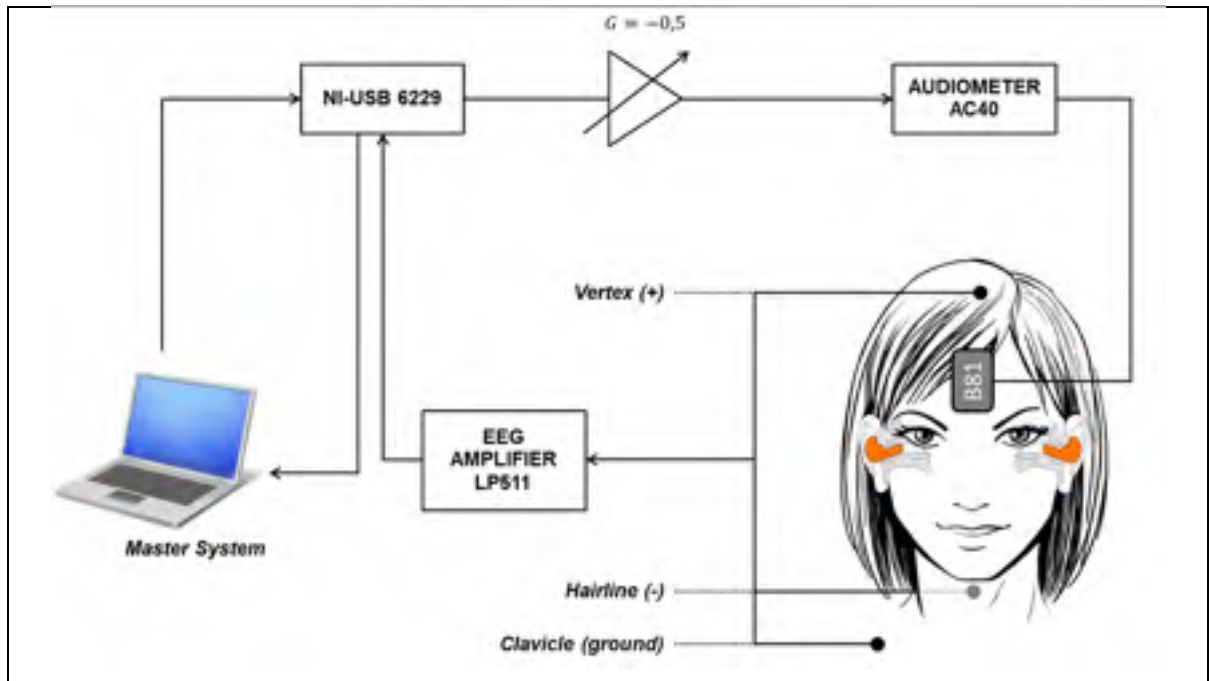 G = −0,5
NI-USB 6229
AUDIOMETER
AC40
Vertex (+)
B81
EEG
AMPLIFIER
LP511
Master System
Hairline (-)
Clavicle (ground)